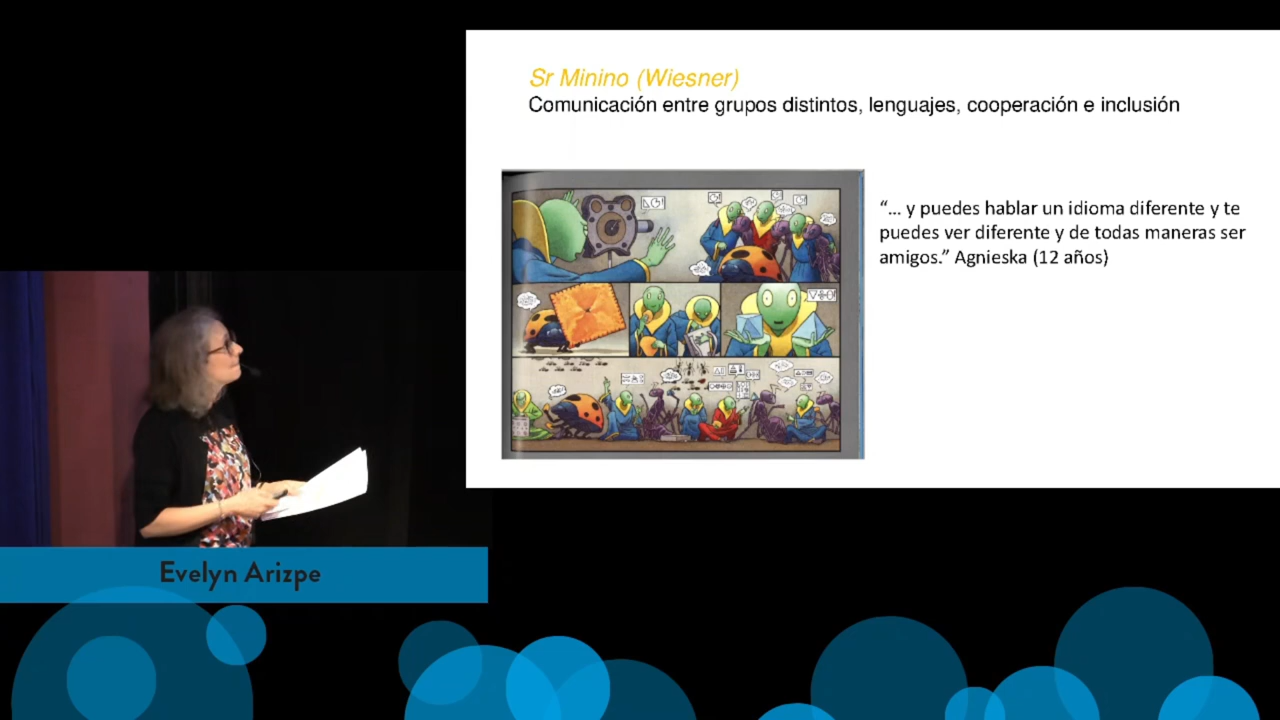 Sr Minino (Wiesner)
Comunicación entre grupos distintos, lenguajes, cooperación e inclusión
“... y puedes hablar un idioma diferente y te
puedes ver diferente y de todas maneras ser
amigos.” Agnieska (12 años)
Evelyn Arizpe